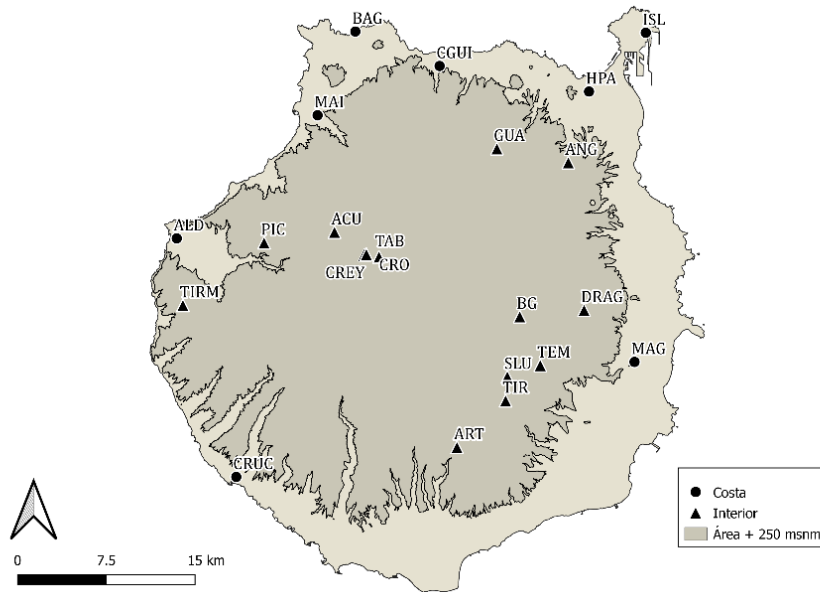 BAG
ISL
CGUI
HPA
MAI
GUA
ANG
ALD
PIC
ACU
TAB
CREY
CRO
TIRM
BG
DRAG
MAG
SLU
TEM
TIR
ART
CRUC
Costa
Interior
Área + 250 msnm
0 7.5 15 km